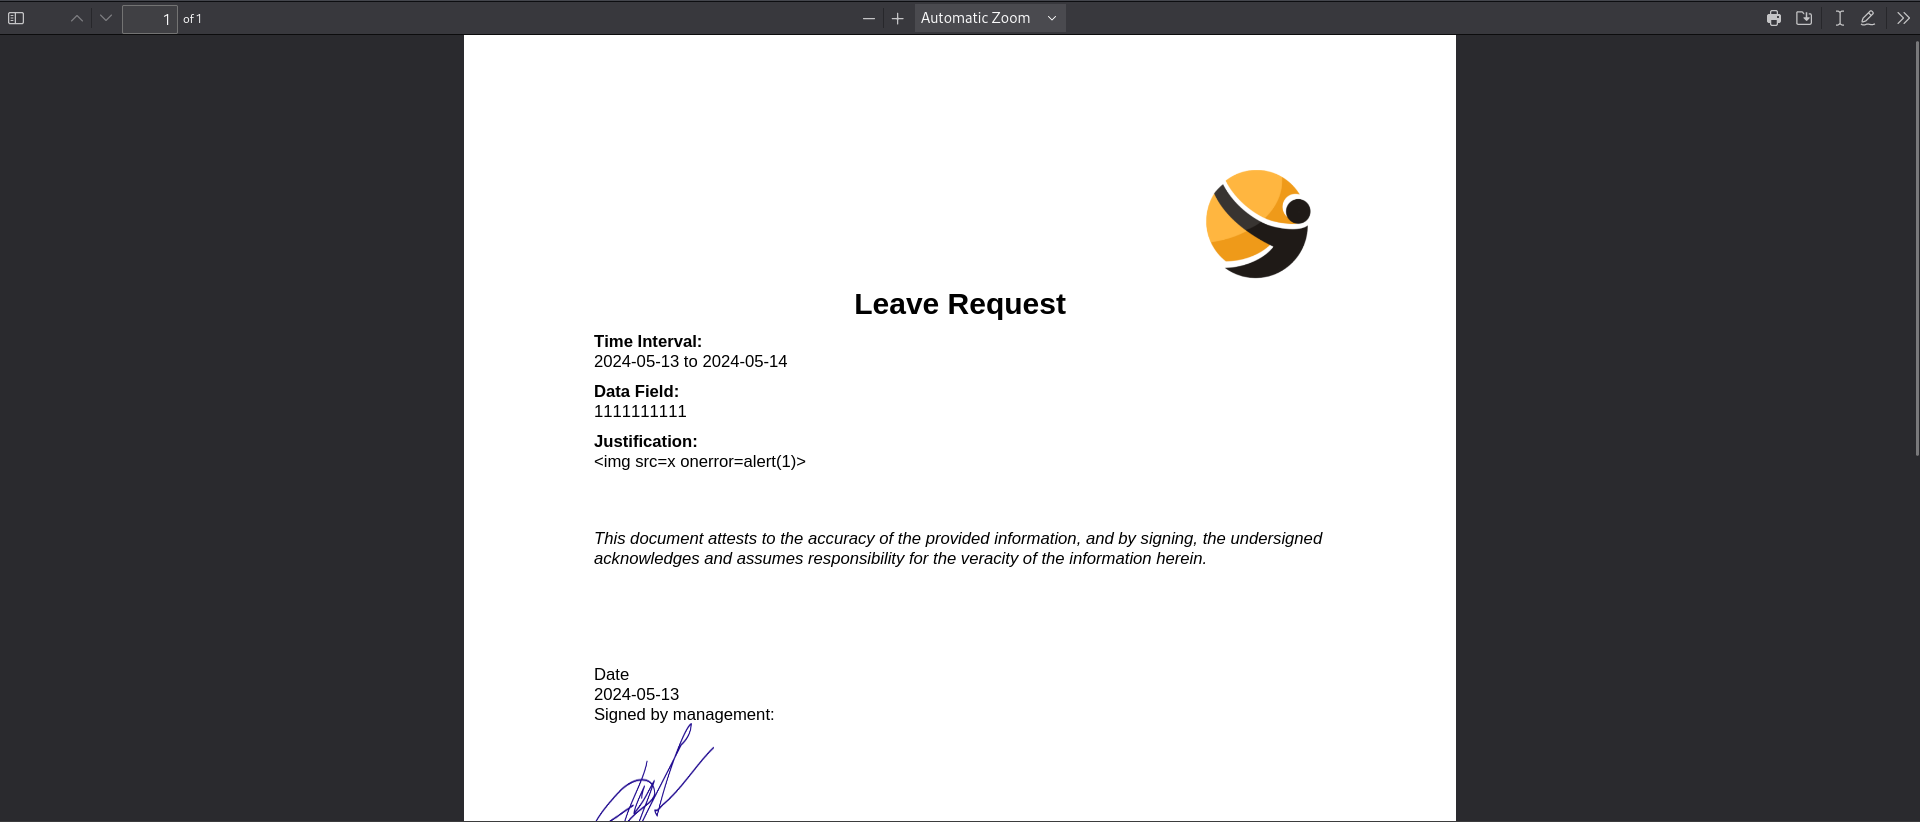 1 of 1
Automatic Zoom
Leave Request
Time Interval:
2024-05-13 to 2024-05-14
Data Field:
1111111111
Justification:
<img src=x onerror=alert(1)>
This document attests to the accuracy of the provided information, and by signing, the undersigned
acknowledges and assumes responsibility for the veracity of the information herein.
Date
2024-05-13
Signed by management: